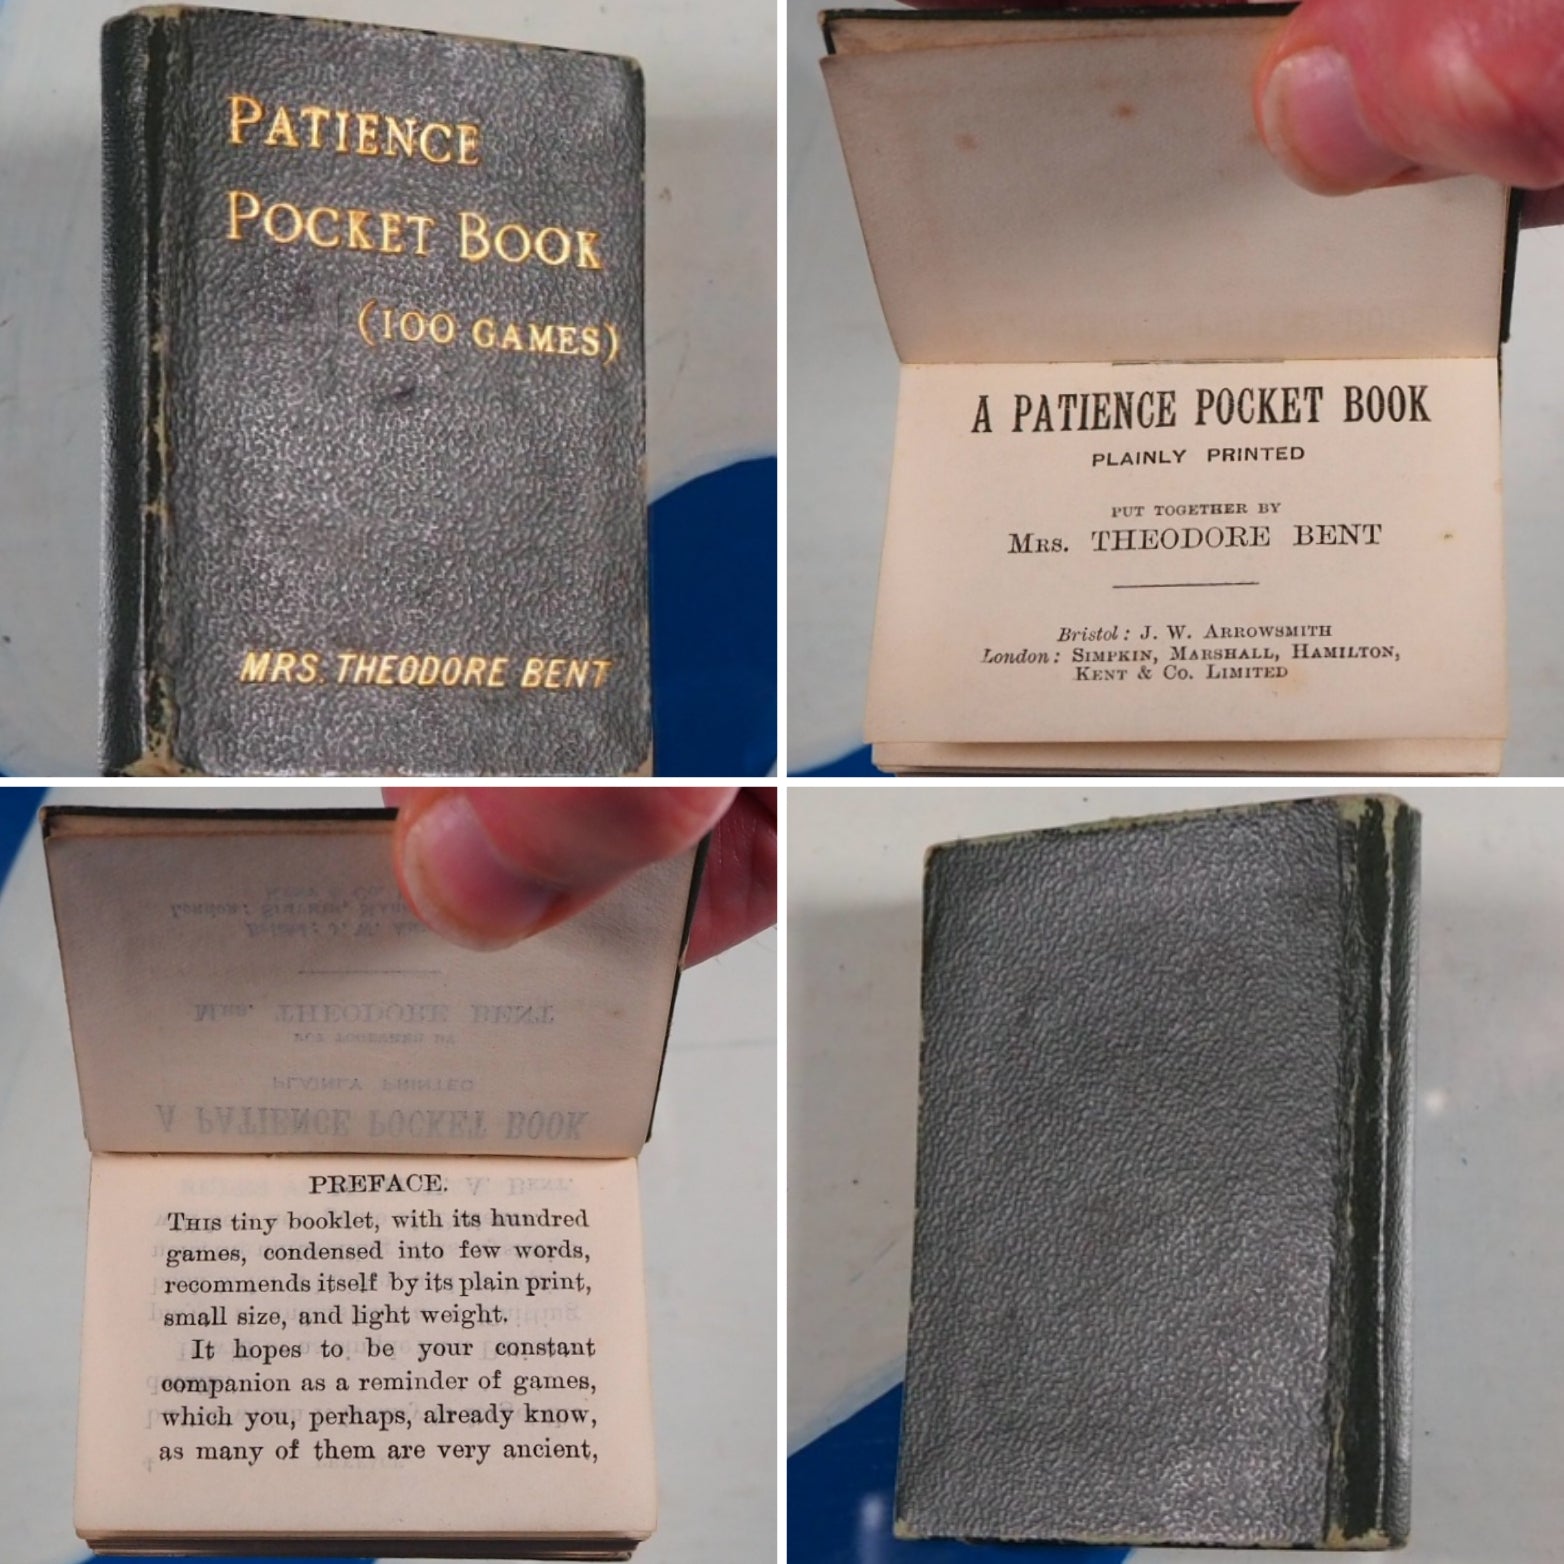 PATIENCE
POCKET BOOK
(100 GAMES)
MRS. THEODORE BENT
A PATIENCE POCKET BOOK
PLAINLY PRINTED
PUT TOGETHER BY
MRS. THEODORE BENT
Bristol: J. W. ARROWSMITH
London: SIMPKIN, MARSHALL, HAMILTON,
KENT & CO. LIMITED
PREFACE.
THIS tiny booklet, with its hundred
games, condensed into few words,
recommends itself by its plain print,
small size, and light weight.
It hopes to be your constant
companion as a reminder of games,
which you, perhaps, already know,
as many of them are very ancient,